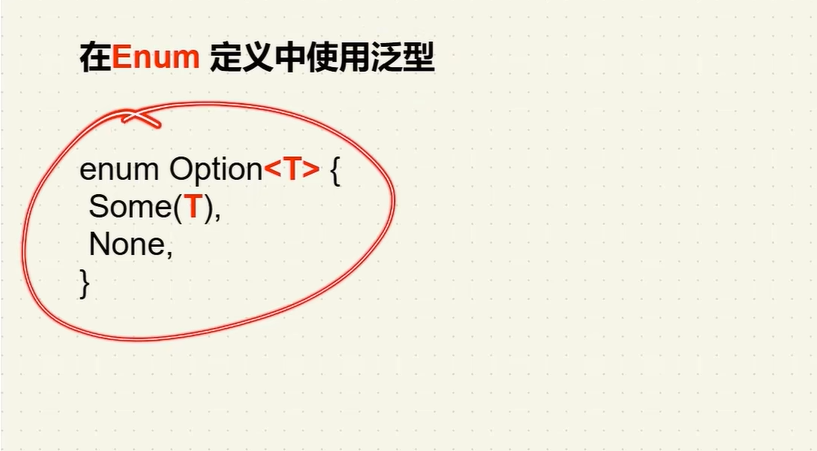 在Enum 定义中使用泛型
enum Option<T> {
Some(T),
None,
}